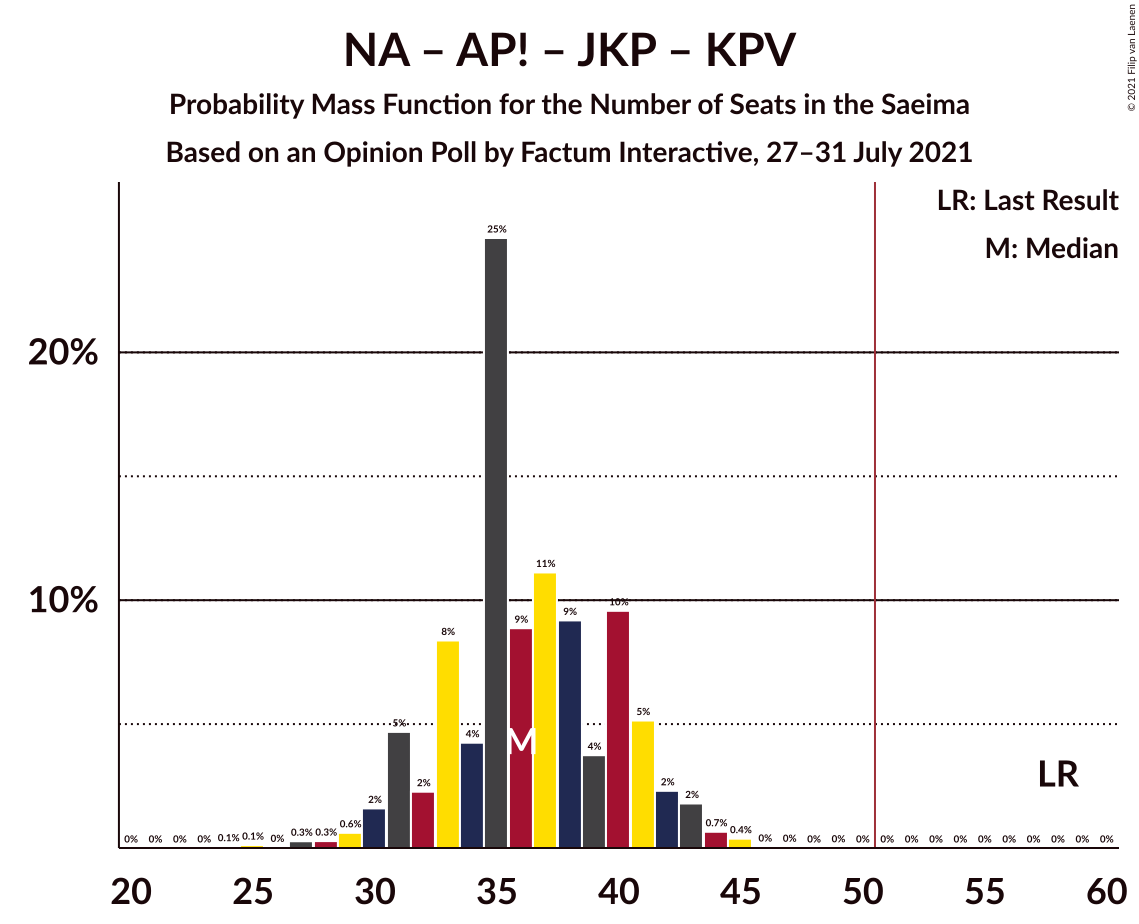 NA – AP! – JKP – KPV
Probability Mass Function for the Number of Seats in the Saeima
Based on an Opinion Poll by Factum Interactive, 27–31 July 2021
© 2021 Filip van Laenen
LR: Last Result
M: Median
20%
10%
0% 0% 0% 0% 0.1% 0.1% 0% 0.3% 0.3% 0.6% 2% 5% 2% 8% 4% 25% 9% 11% 9% 4% 10% 5% 2% 2% 0.7% 0.4% 0% 0% 0% 0% 0% 0% 0% 0% 0% 0% 0% 0% 0% 0% 0%
M
LR
20 25 30 35 40 45 50 55 60